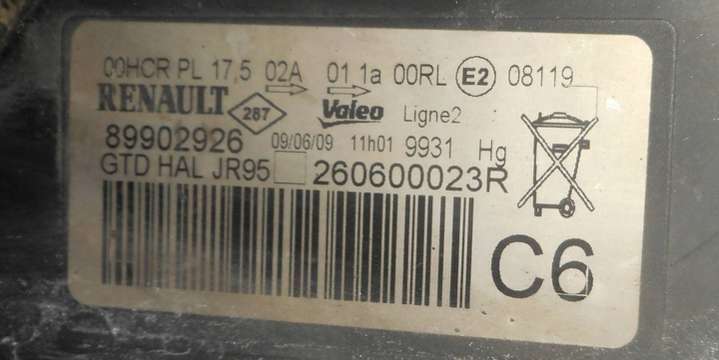 00HCR PL 17,5 02A 01 1a 00RL E2 08119
RENAULT 287 Valeo Ligne2
89902926 09/06/09 11h01 9931 Hg
GTD HAL JR95 260600023R
C6